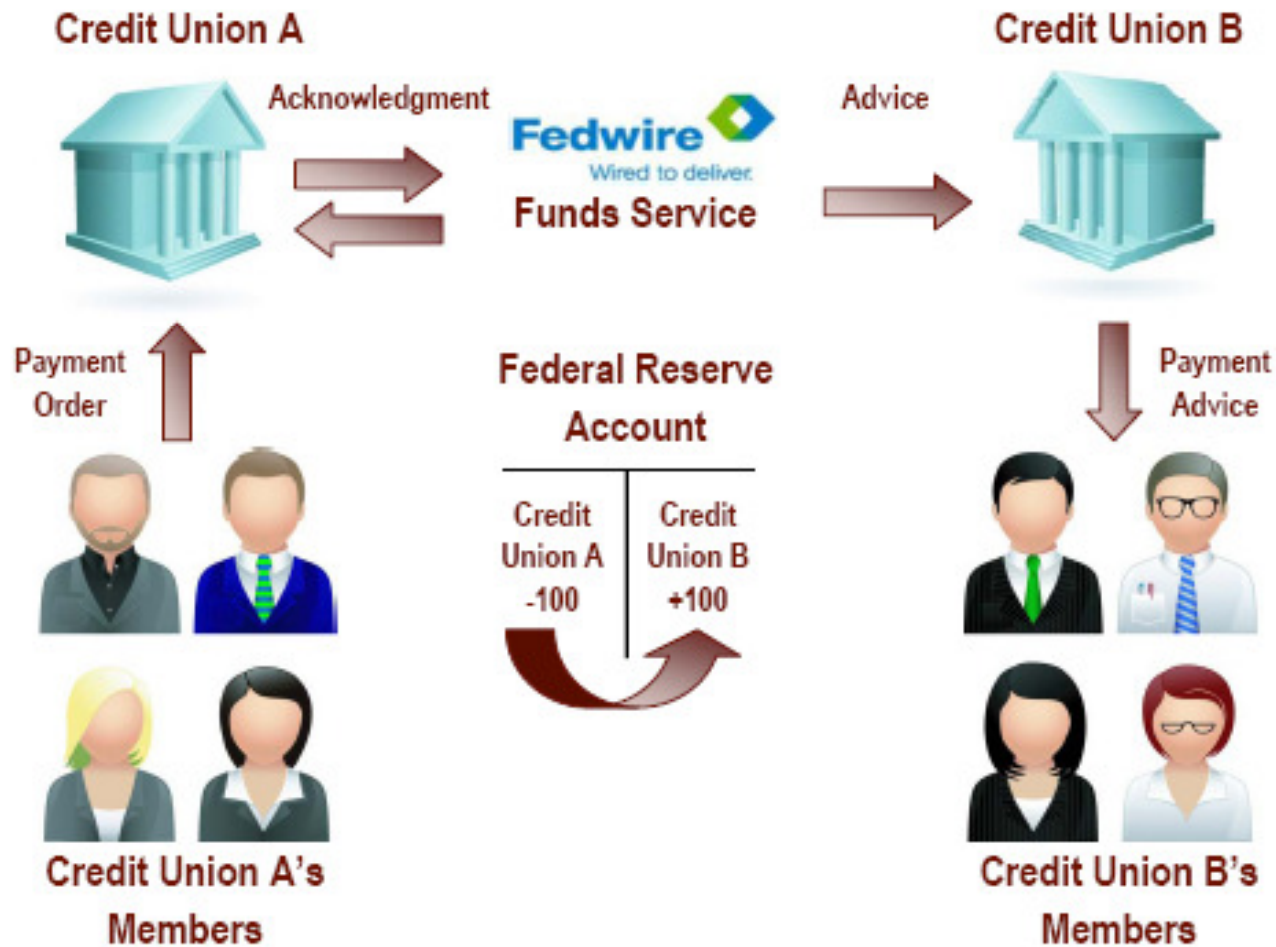 Credit Union A
Credit Union B
Acknowledgment
Fedwire
Wired to deliver.
Funds Service
Advice
Payment
Order
Federal Reserve
Account
Credit
Union A
-100
Credit
Union B
+100
Payment
Advice
Credit Union A's
Members
Credit Union B's
Members